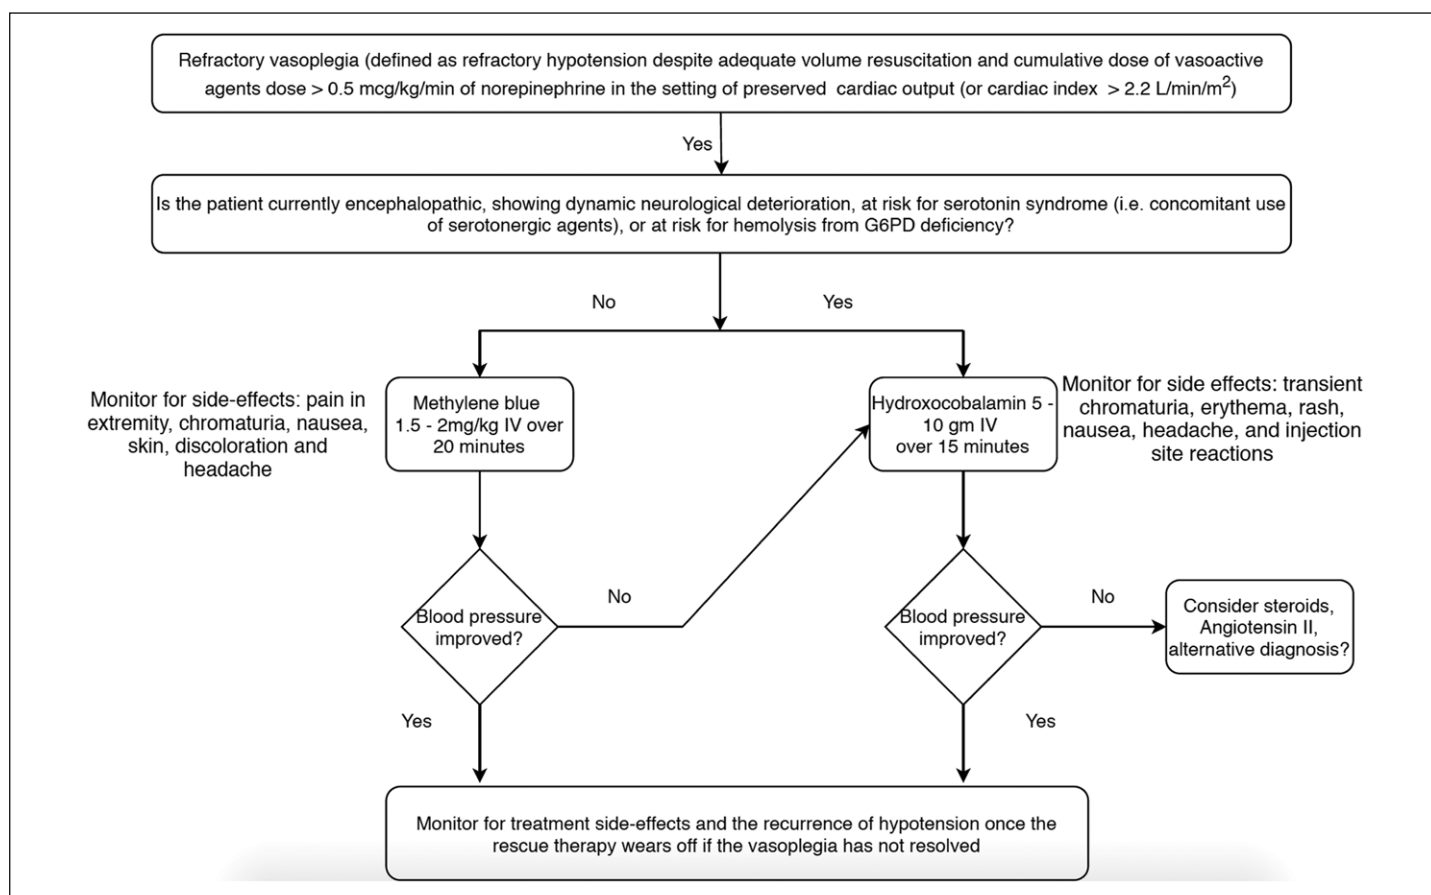 Refractory vasoplegia (defined as refractory hypotension despite adequate volume resuscitation and cumulative dose of vasoactive
agents dose > 0.5 mcg/kg/min of norepinephrine in the setting of preserved cardiac output (or cardiac index > 2.2 L/min/m²)
Yes
Is the patient currently encephalopathic, showing dynamic neurological deterioration, at risk for serotonin syndrome (i.e. concomitant use
of serotonergic agents), or at risk for hemolysis from G6PD deficiency?
No
Yes
Monitor for side-effects: pain in
extremity, chromaturia, nausea,
skin, discoloration and
headache
Methylene blue
1.5 - 2mg/kg IV over
20 minutes
Hydroxocobalamin 5 -
10 gm IV
over 15 minutes
Monitor for side effects: transient
chromaturia, erythema, rash,
nausea, headache, and injection
site reactions
Blood pressure
improved?
No
Blood pressure
improved?
No
Consider steroids,
Angiotensin II,
alternative diagnosis?
Yes
Yes
Monitor for treatment side-effects and the recurrence of hypotension once the
rescue therapy wears off if the vasoplegia has not resolved